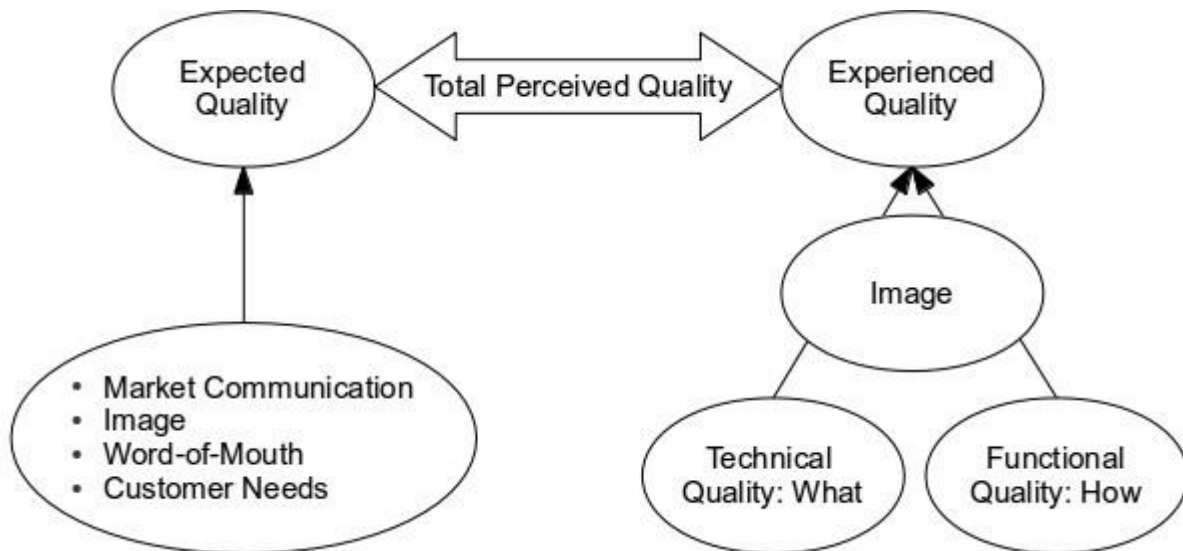 Expected
Quality
Total Perceived Quality
Experienced
Quality
Image
• Market Communication
• Image
• Word-of-Mouth
• Customer Needs
Technical
Quality: What
Functional
Quality: How